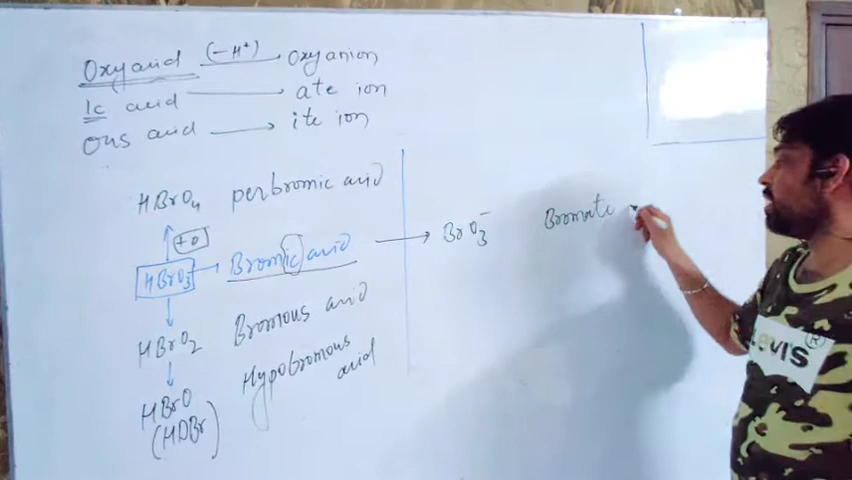 Oxyacid (-H⁺) Oxyanion
Ic acid → ate ion
Ous acid → ite ion
HBrO₄ perbromic acid
+O
HBrO₃ → Bromic acid → BrO₃⁻ Bromate
HBrO₂ Bromous acid
HBrO Hypobromous acid
(HOBr)
Levi's®